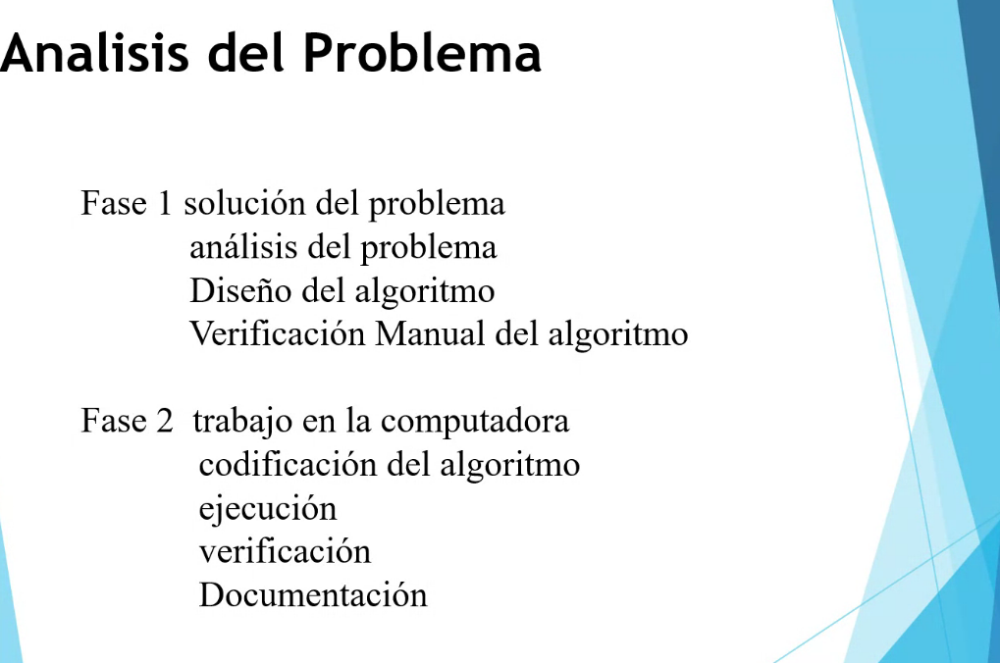 Analisis del Problema
Fase 1 solución del problema
análisis del problema
Diseño del algoritmo
Verificación Manual del algoritmo
Fase 2 trabajo en la computadora
codificación del algoritmo
ejecución
verificación
Documentación